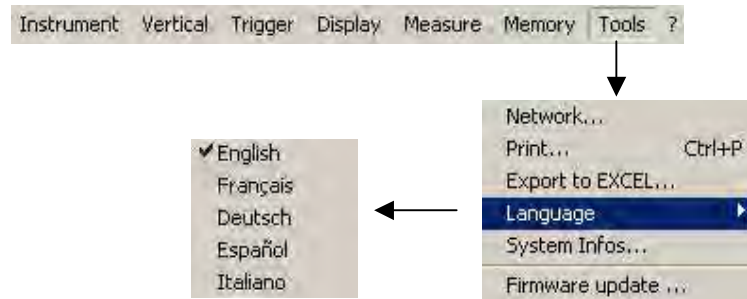 Instrument Vertical Trigger Display Measure Memory Tools ?
Network...
Print... Ctrl+P
Export to EXCEL...
Language
System Infos...
Firmware update ...
✔English
Français
Deutsch
Español
Italiano